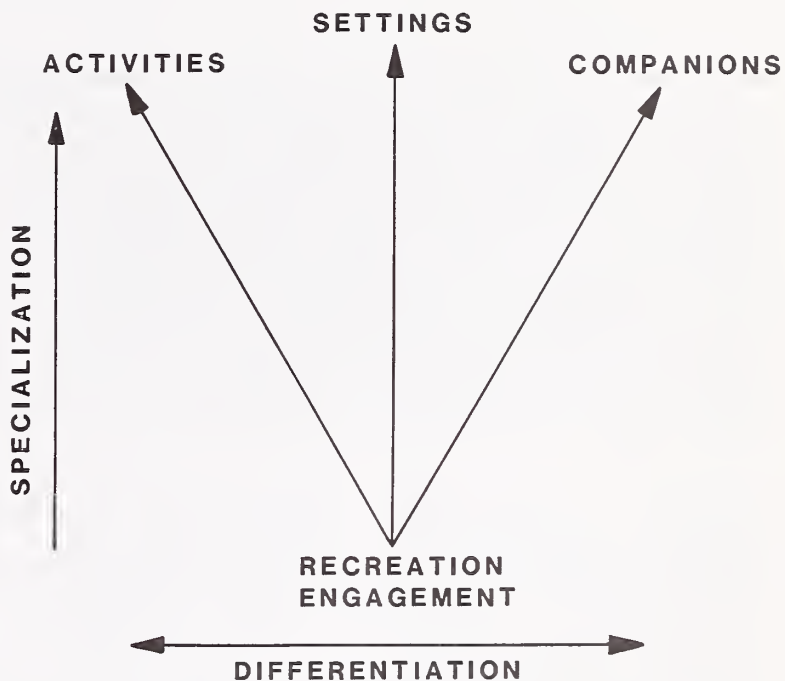 SETTINGS
ACTIVITIES
COMPANIONS
SPECIALIZATION
RECREATION
ENGAGEMENT
DIFFERENTIATION